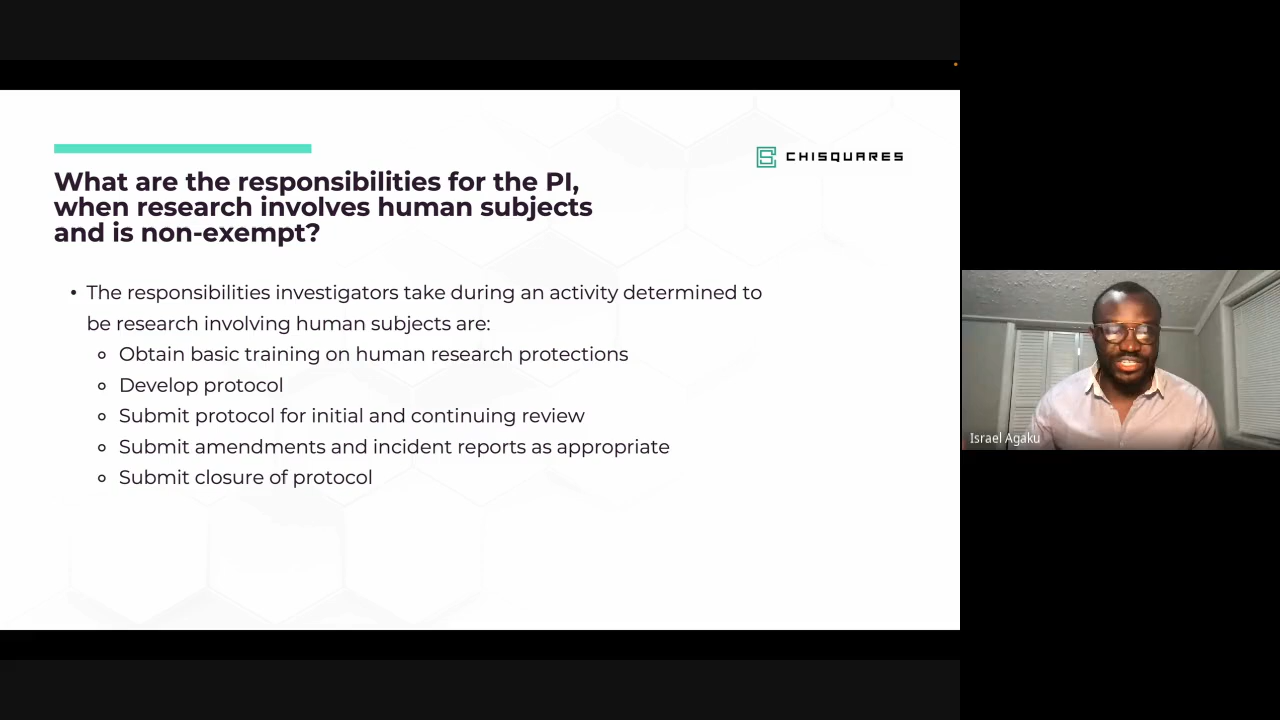 CHISQUARES
What are the responsibilities for the PI,
when research involves human subjects
and is non-exempt?
• The responsibilities investigators take during an activity determined to
be research involving human subjects are:
Obtain basic training on human research protections
Develop protocol
Submit protocol for initial and continuing review
Submit amendments and incident reports as appropriate
Submit closure of protocol
Israel Agaku